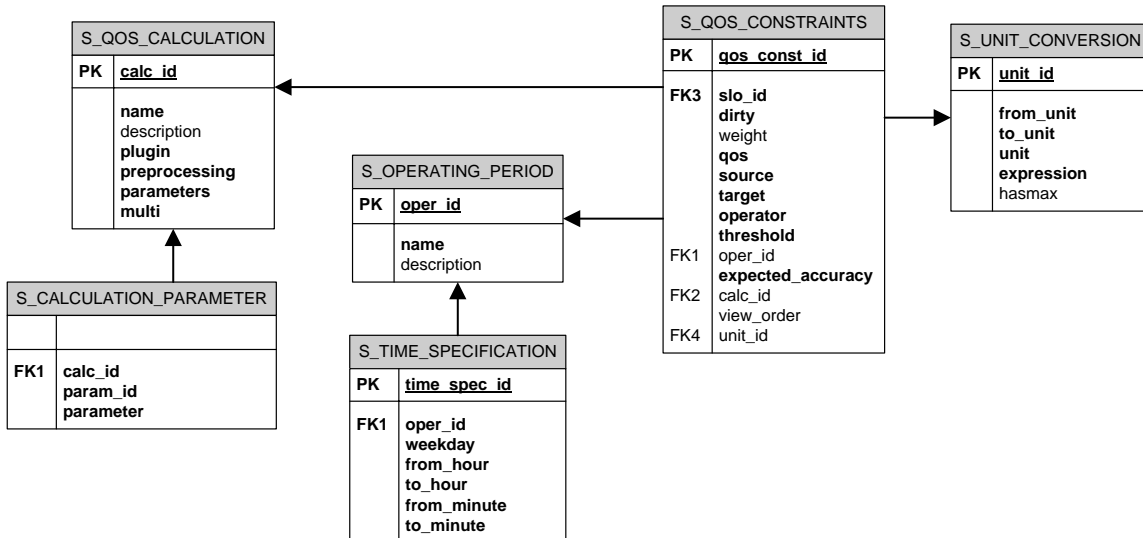 S_QOS_CALCULATION
PK calc_id
name
description
plugin
preprocessing
parameters
multi
S_CALCULATION_PARAMETER
FK1 calc_id
param_id
parameter
S_OPERATING_PERIOD
PK oper_id
name
description
S_TIME_SPECIFICATION
PK time_spec_id
FK1 oper_id
weekday
from_hour
to_hour
from_minute
to_minute
S_QOS_CONSTRAINTS
PK qos_const_id
FK3 slo_id
dirty
weight
qos
source
target
operator
threshold
FK1 oper_id
expected_accuracy
FK2 calc_id
view_order
FK4 unit_id
S_UNIT_CONVERSION
PK unit_id
from_unit
to_unit
unit
expression
hasmax